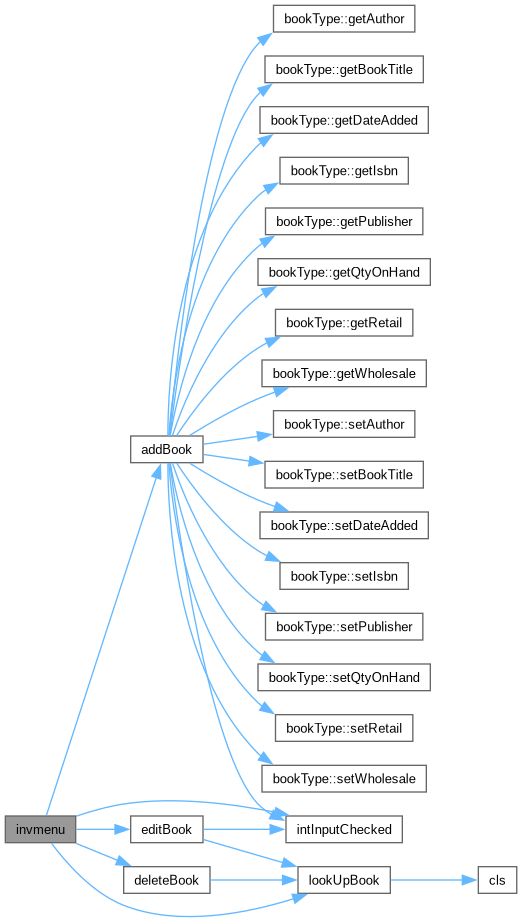 bookType::getAuthor
bookType::getBookTitle
bookType::getDateAdded
bookType::getIsbn
bookType::getPublisher
bookType::getQtyOnHand
bookType::getRetail
bookType::getWholesale
bookType::setAuthor
addBook
bookType::setBookTitle
bookType::setDateAdded
bookType::setIsbn
bookType::setPublisher
bookType::setQtyOnHand
bookType::setRetail
bookType::setWholesale
invmenu
editBook
intInputChecked
deleteBook
lookUpBook
cls